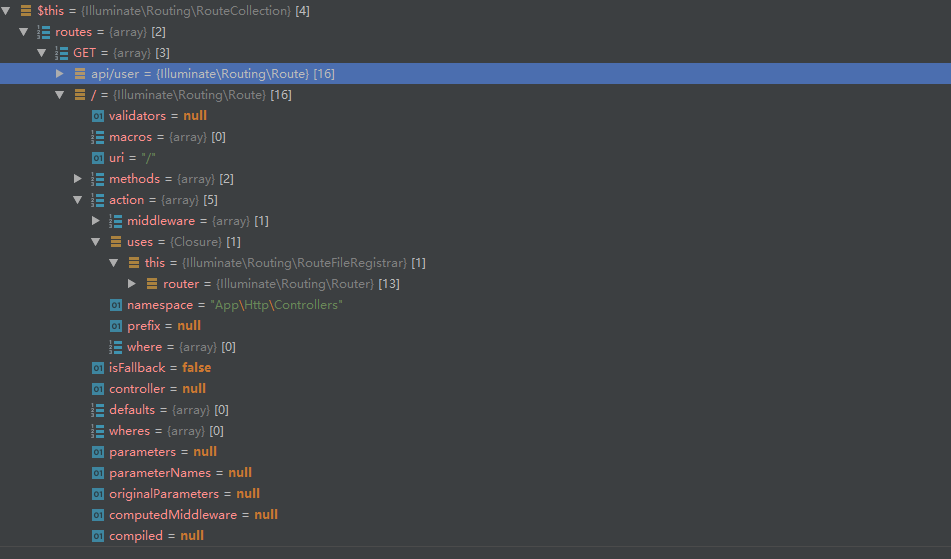 $this = {Illuminate\Routing\RouteCollection} [4]
routes = {array} [2]
GET = {array} [3]
api/user = {Illuminate\Routing\Route} [16]
/ = {Illuminate\Routing\Route} [16]
validators = null
macros = {array} [0]
uri = "/"
methods = {array} [2]
action = {array} [5]
middleware = {array} [1]
uses = {Closure} [1]
this = {Illuminate\Routing\RouteFileRegistrar} [1]
router = {Illuminate\Routing\Router} [13]
namespace = "App\Http\Controllers"
prefix = null
where = {array} [0]
isFallback = false
controller = null
defaults = {array} [0]
wheres = {array} [0]
parameters = null
parameterNames = null
originalParameters = null
computedMiddleware = null
compiled = null